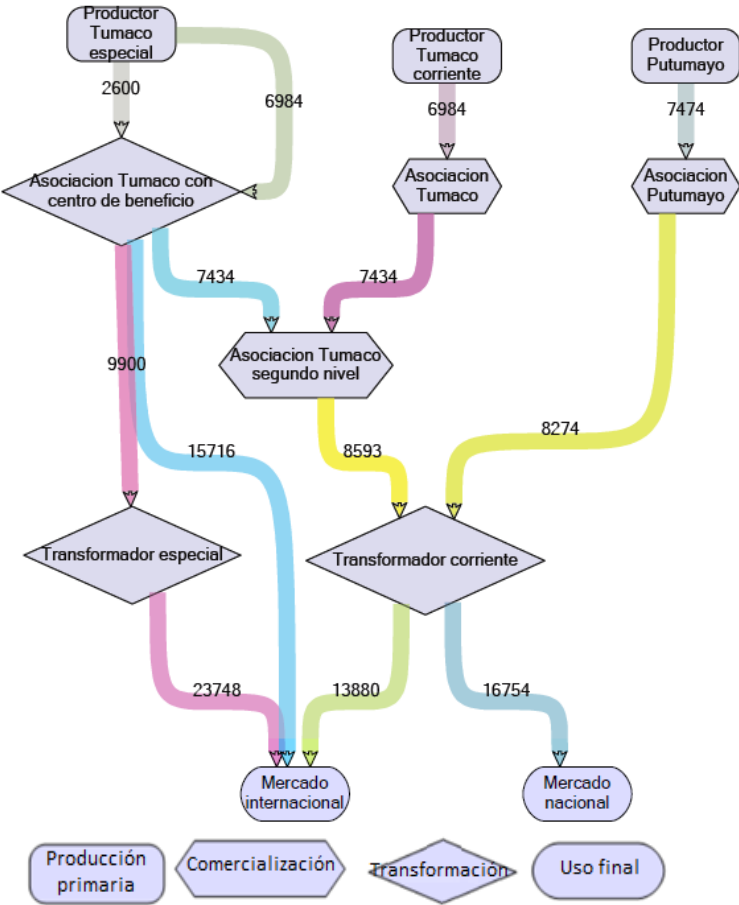 Productor
Tumaco
especial
Productor
Tumaco
corriente
Productor
Putumayo
2600
6984
6984
7474
Asociacion Tumaco con
centro de beneficio
Asociacion
Tumaco
Asociacion
Putumayo
7434
7434
Asociacion Tumaco
segundo nivel
9900
15716
8593
8274
Transformador especial
Transformador corriente
23748
13880
16754
Mercado
internacional
Mercado
nacional
Producción
primaria
Comercialización
Transformación
Uso final